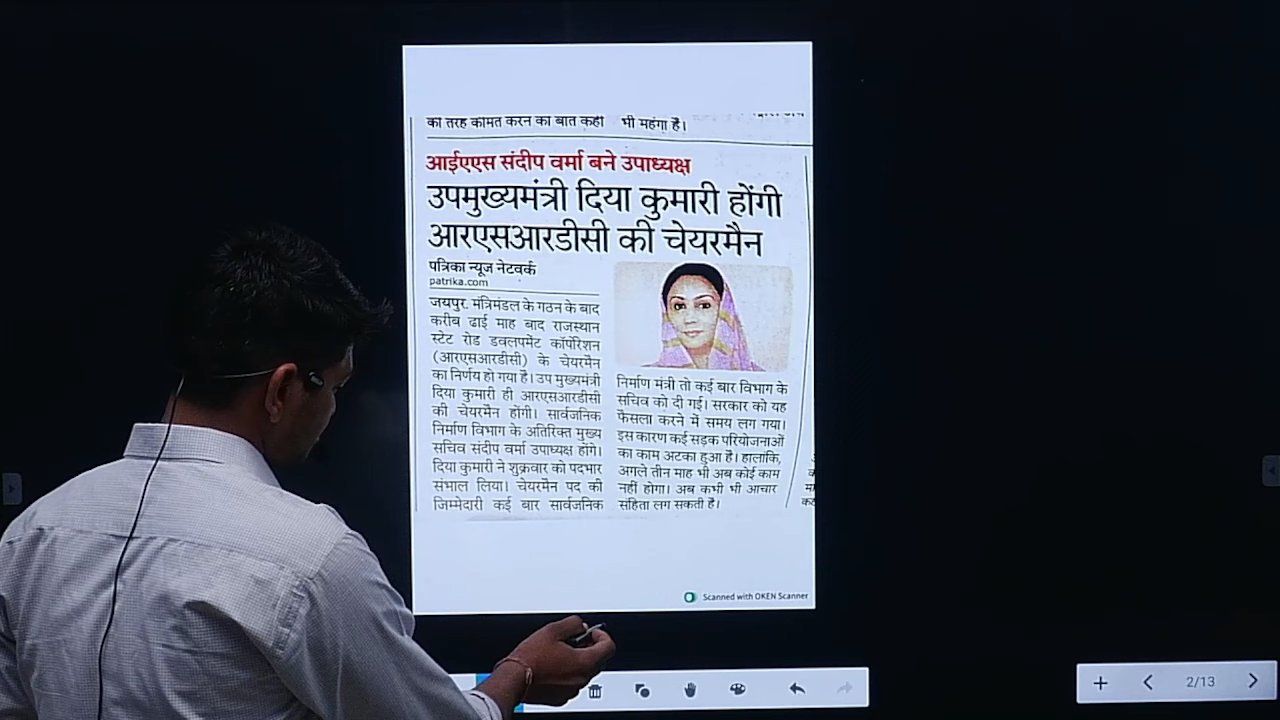 की तरह कामत करन का बात कही
भी महंगा है।
आईएएस संदीप वर्मा बने उपाध्यक्ष
उपमुख्यमंत्री दिया कुमारी होंगी
आरएसआरडीसी की चेयरमैन
पत्रिका न्यूज नेटवर्क
patrika.com
जयपुर. मंत्रिमंडल के गठन के बाद
करीब ढाई माह बाद राजस्थान
स्टेट रोड डवलपमेंट कॉर्पोरेशन
(आरएसआरडीसी) के चेयरमैन
का निर्णय हो गया है। उप मुख्यमंत्री
दिया कुमारी ही आरएसआरडीसी
की चेयरमैन होंगी। सार्वजनिक
निर्माण विभाग के अतिरिक्त मुख्य
सचिव संदीप वर्मा उपाध्यक्ष होंगे।
दिया कुमारी ने शुक्रवार को पदभार
संभाल लिया। चेयरमैन पद की
जिम्मेदारी कई बार सार्वजनिक
निर्माण मंत्री तो कई बार विभाग के
सचिव को दी गई। सरकार को यह
फैसला करने में समय लग गया।
इस कारण कई सड़क परियोजनाओं
का काम अटका हुआ है। हालांकि,
अगले तीन माह भी अब कोई काम
नहीं होगा। अब कभी भी आचार
संहिता लग सकती है।
Scanned with OKEN Scanner
2/13